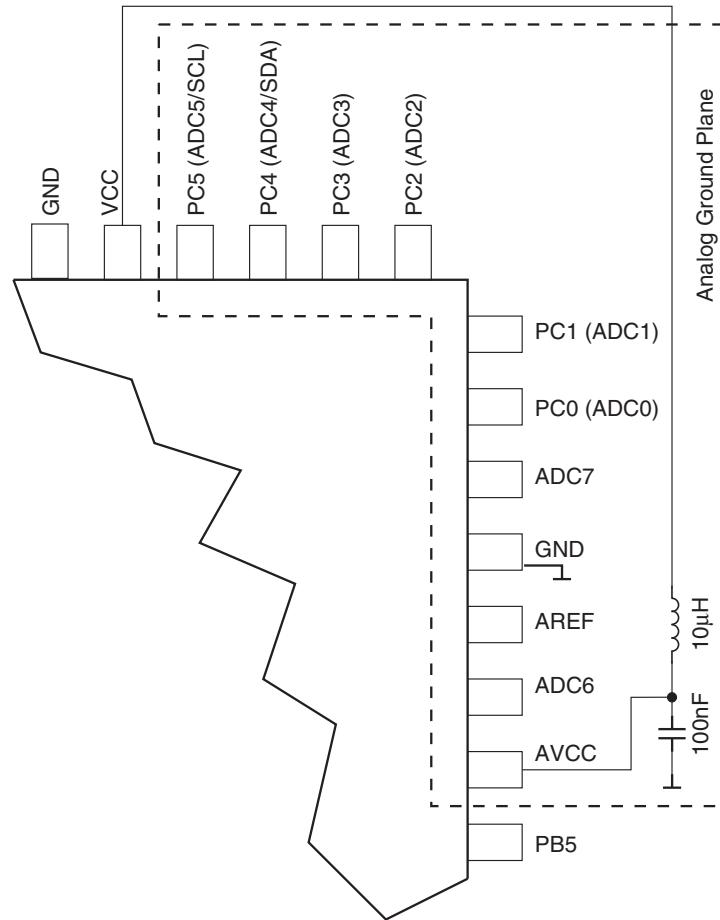 GND
VCC
PC5 (ADC5/SCL)
PC4 (ADC4/SDA)
PC3 (ADC3)
PC2 (ADC2)
Analog Ground Plane
PC1 (ADC1)
PC0 (ADC0)
ADC7
GND
AREF
ADC6
AVCC
PB5
10μH
100nF